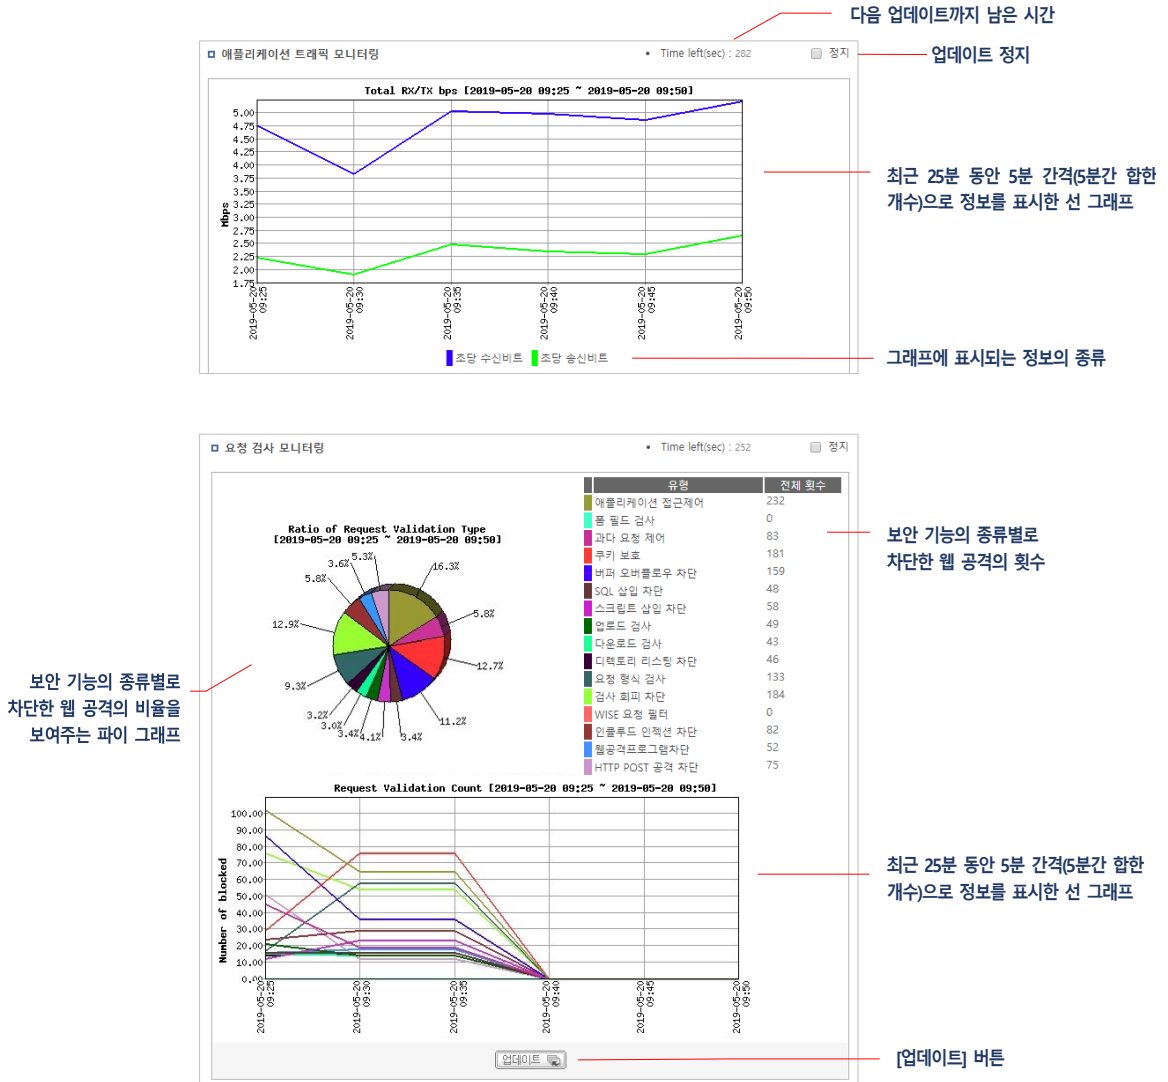 다음 업데이트까지 남은 시간
애플리케이션 트래픽 모니터링
• Time left(sec) : 282
정지
업데이트 정지
Total RX/TX bps [2019-05-20 09:25 ~ 2019-05-20 09:50]
5.00
4.75
4.50
4.25
4.00
3.75
3.50
3.25
3.00
2.75
2.50
2.25
2.00
1.75
Mbps
2019-05-20 09:25
2019-05-20 09:30
2019-05-20 09:35
2019-05-20 09:40
2019-05-20 09:45
2019-05-20 09:50
초당 수신비트 초당 송신비트
최근 25분 동안 5분 간격(5분간 합한
개수)으로 정보를 표시한 선 그래프
그래프에 표시되는 정보의 종류
요청 검사 모니터링
• Time left(sec) : 252
정지
Ratio of Request Validation Type
[2019-05-20 09:25 ~ 2019-05-20 09:50]
16.3%
5.8%
12.7%
11.2%
3.4%
4.1%
3.4%
3.0%
3.2%
9.3%
12.9%
5.8%
3.6%
5.3%
유형 전체 횟수
애플리케이션 접근제어 232
폼 필드 검사 0
과다 요청 제어 83
쿠키 보호 181
버퍼 오버플로우 차단 159
SQL 삽입 차단 48
스크립트 삽입 차단 58
업로드 검사 49
다운로드 검사 43
디렉토리 리스팅 차단 46
요청 형식 검사 133
검사 회피 차단 184
WISE 요청 필터 0
인클루드 인젝션 차단 82
웹공격프로그램차단 52
HTTP POST 공격 차단 75
보안 기능의 종류별로
차단한 웹 공격의 횟수
보안 기능의 종류별로
차단한 웹 공격의 비율을
보여주는 파이 그래프
Request Validation Count [2019-05-20 09:25 ~ 2019-05-20 09:50]
100.00
90.00
80.00
70.00
60.00
50.00
40.00
30.00
20.00
10.00
0.00
Number of blocked
2019-05-20 09:25
2019-05-20 09:30
2019-05-20 09:35
2019-05-20 09:40
2019-05-20 09:45
2019-05-20 09:50
최근 25분 동안 5분 간격(5분간 합한
개수)으로 정보를 표시한 선 그래프
업데이트
[업데이트] 버튼